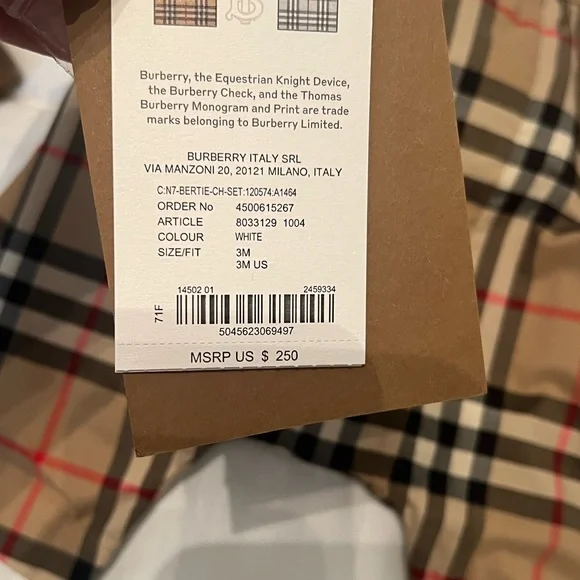 Burberry, the Equestrian Knight Device,
the Burberry Check, and the Thomas
Burberry Monogram and Print are trade
marks belonging to Burberry Limited.
BURBERRY ITALY SRL
VIA MANZONI 20, 20121 MILANO, ITALY
C:N7-BERTIE-CH-SET:120574:A1464
ORDER No 4500615267
ARTICLE 8033129 1004
COLOUR WHITE
SIZE/FIT 3M
3M US
14502 01 2459334
71F
5045623069497
MSRP US $ 250